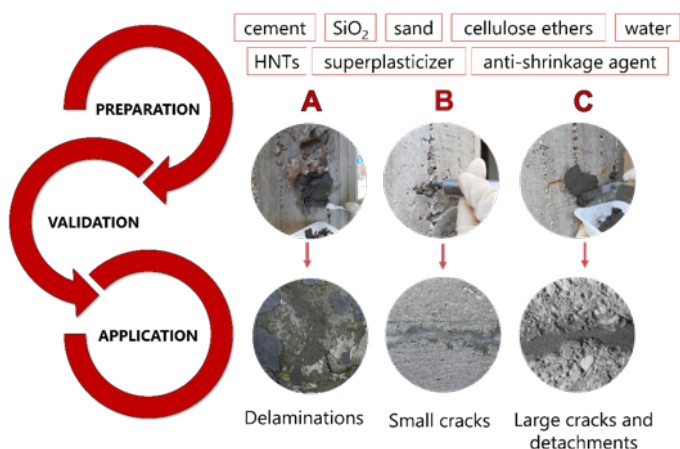 cement SiO₂ sand cellulose ethers water
HNTs superplasticizer anti-shrinkage agent
A B C
PREPARATION
VALIDATION
APPLICATION
Delaminations Small cracks Large cracks and
detachments